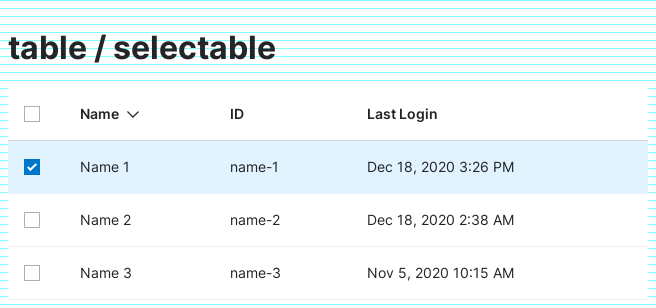 table / selectable
Name ID Last Login
Name 1 name-1 Dec 18, 2020 3:26 PM
Name 2 name-2 Dec 18, 2020 2:38 AM
Name 3 name-3 Nov 5, 2020 10:15 AM